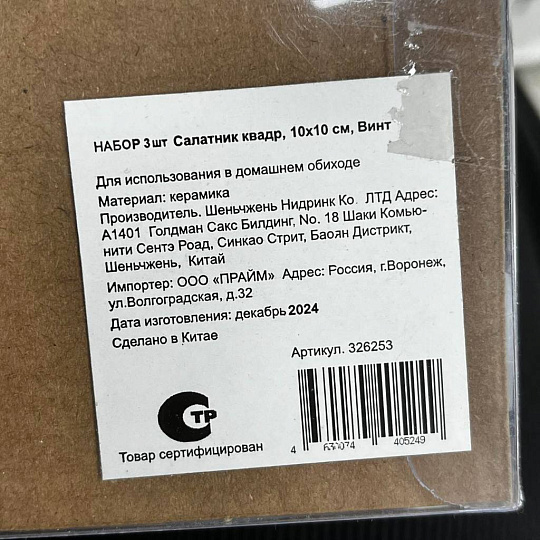 НАБОР 3шт Салатник квадр, 10х10 см, Винт
Для использования в домашнем обиходе
Материал: керамика
Производитель. Шеньчжень Нидринк Ко. ЛТД Адрес:
А1401 Голдман Сакс Билдинг, No. 18 Шаки Комью-
нити Сентэ Роад, Синкао Стрит, Баоян Дистрикт,
Шеньчжень, Китай
Импортер: ООО «ПРАЙМ» Адрес: Россия, г.Воронеж,
ул.Волгоградская, д.32
Дата изготовления: декабрь 2024
Сделано в Китае
Артикул. 326253
СТР
Товар сертифицирован
4 630074 405249